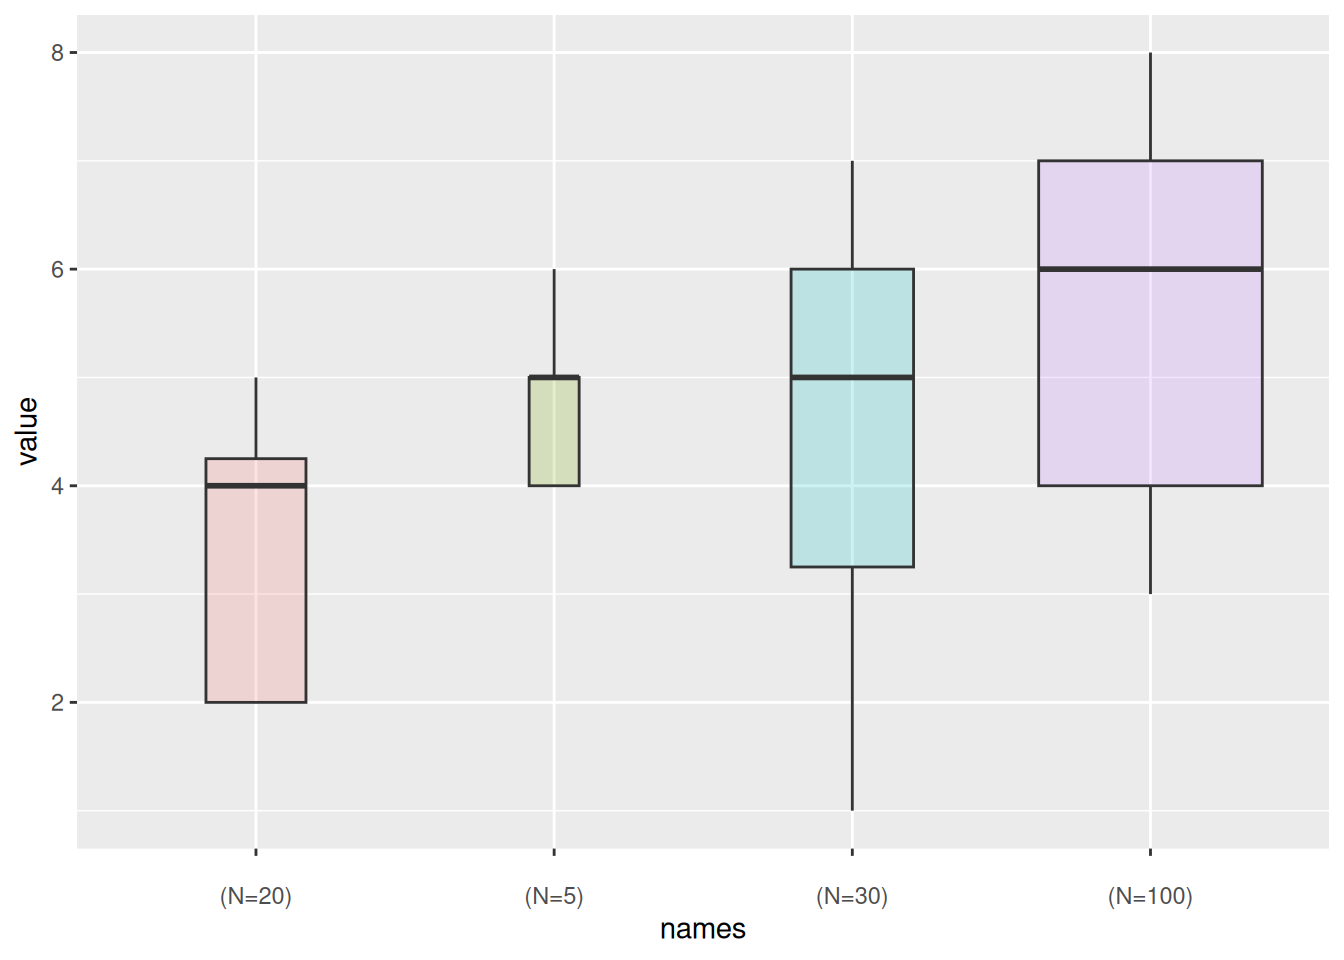 8
6
4
2
value
(N=20)
(N=5)
(N=30)
(N=100)
names